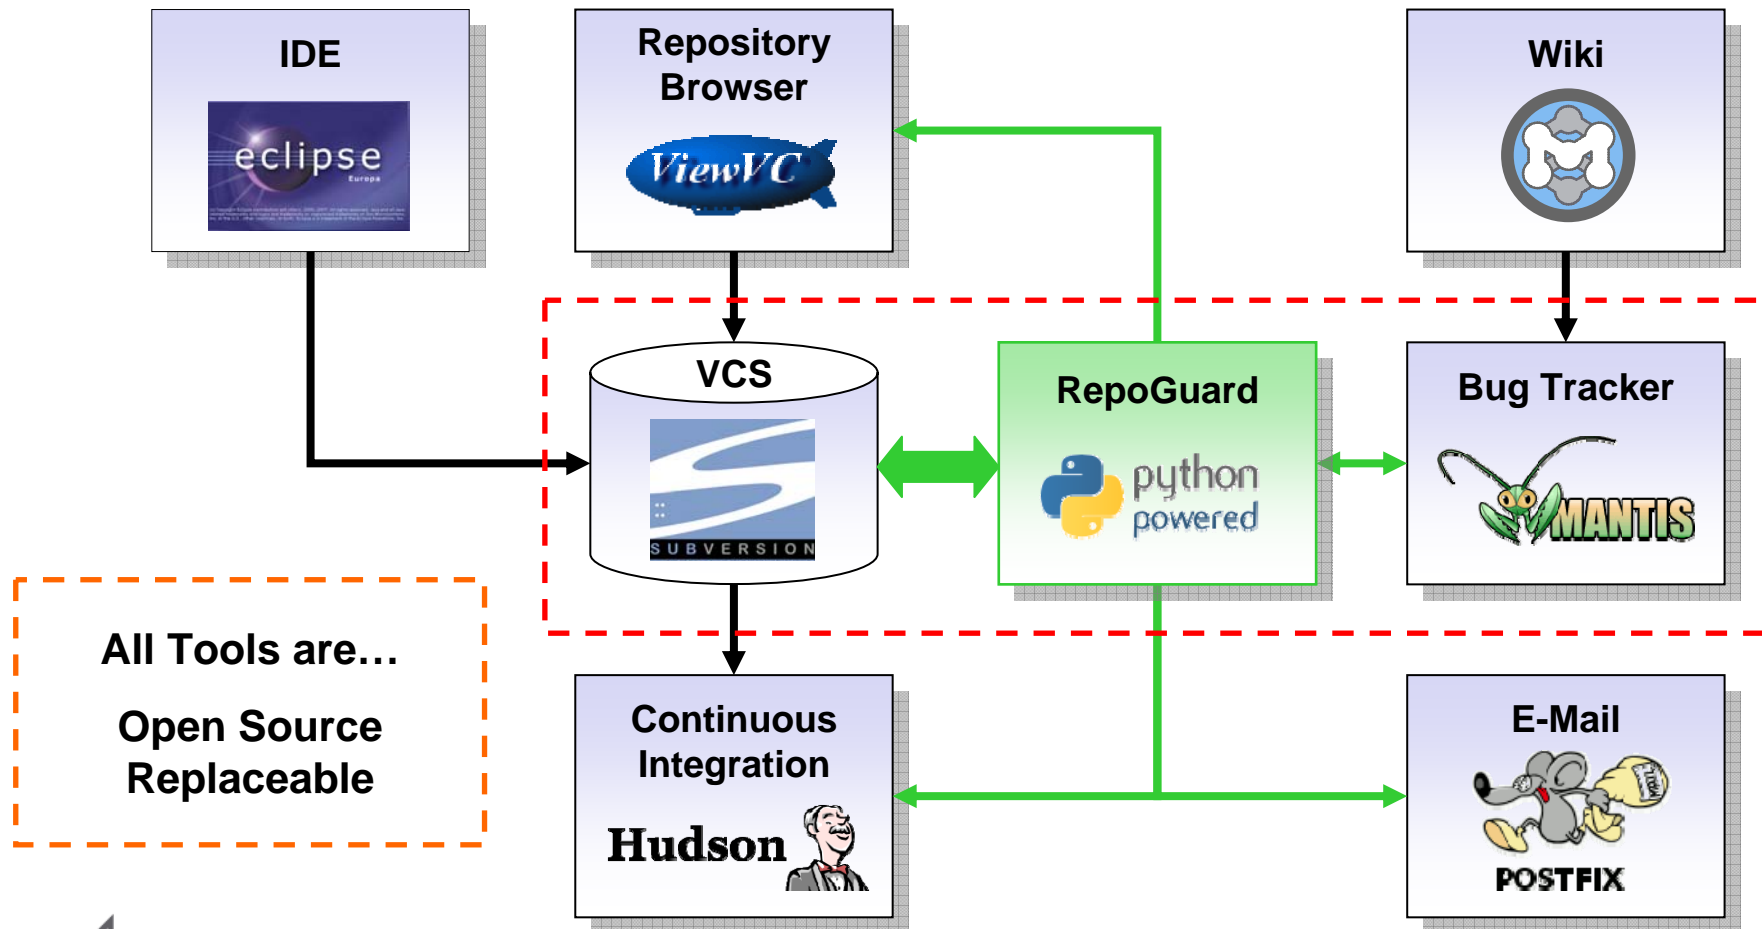 IDE
eclipse
Europa
Repository
Browser
ViewVC
Wiki
M
VCS
SUBVERSION
RepoGuard
python
powered
Bug Tracker
MANTIS
All Tools are…
Open Source
Replaceable
Continuous
Integration
Hudson
E-Mail
POSTFIX